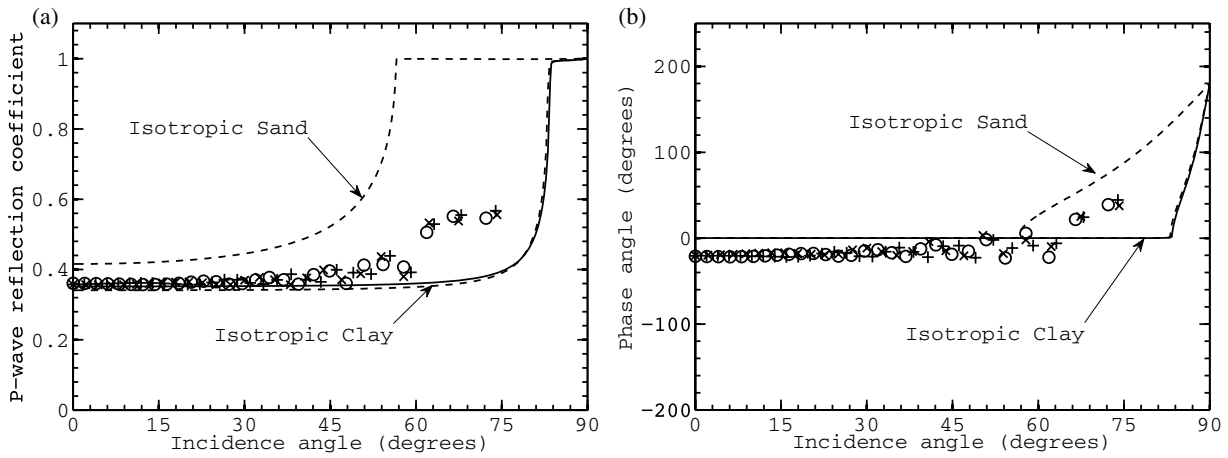 (a)
P-wave reflection coefficient
1
0.8
0.6
0.4
0.2
0
Isotropic Sand
Isotropic Clay
0 15 30 45 60 75 90
Incidence angle (degrees)
(b)
Phase angle (degrees)
200
100
0
−100
−200
Isotropic Sand
Isotropic Clay
0 15 30 45 60 75 90
Incidence angle (degrees)